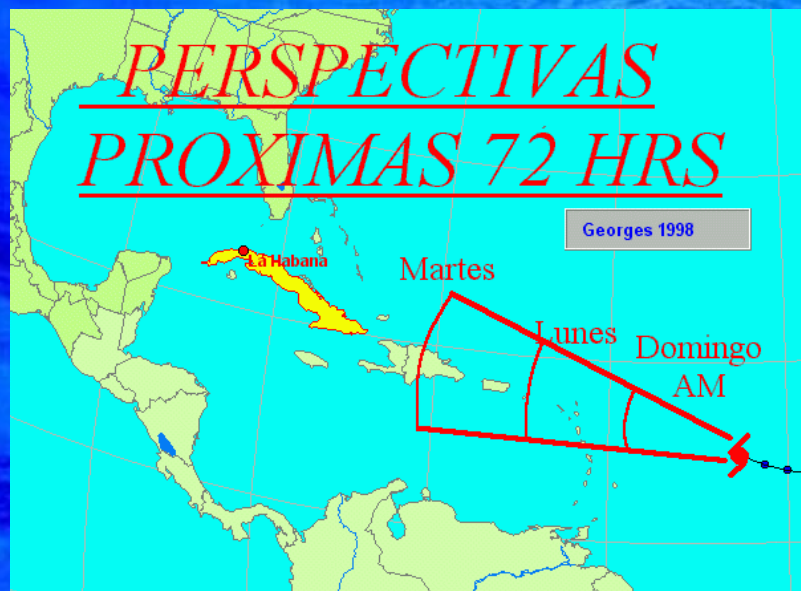 PERSPECTIVAS
PROXIMAS 72 HRS
Georges 1998
La Habana
Martes
Lunes
Domingo
AM